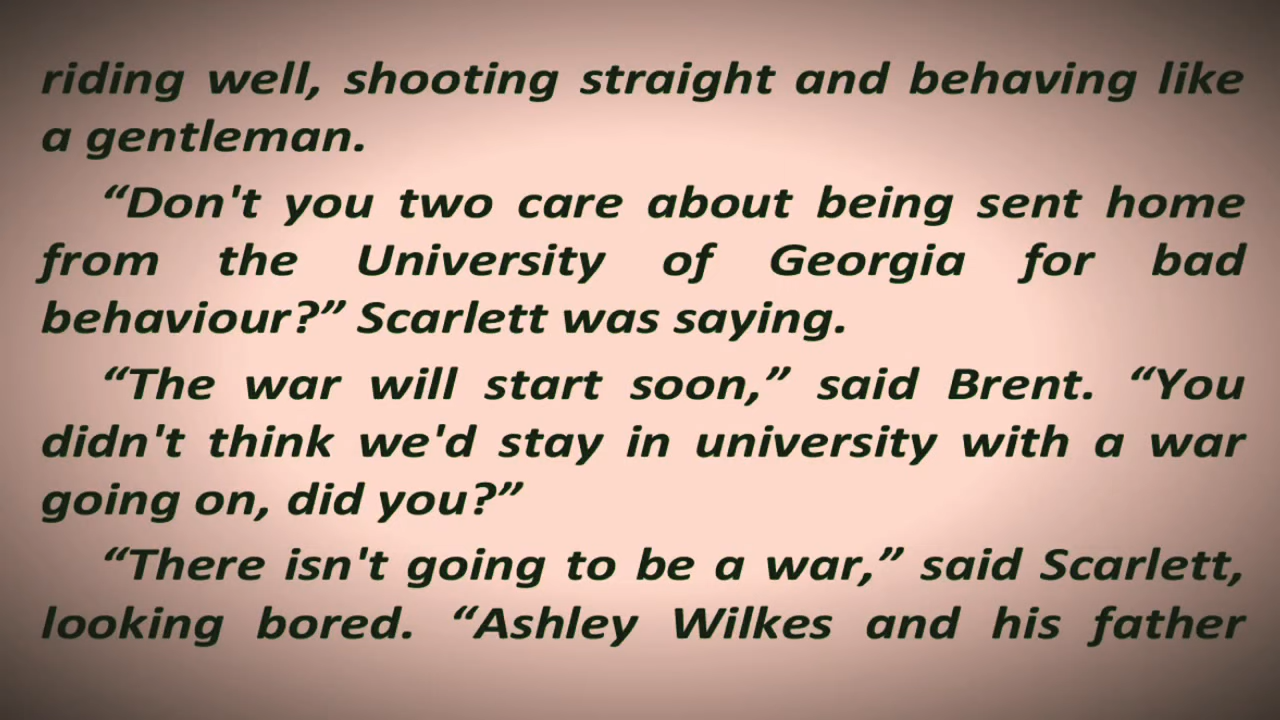 riding well, shooting straight and behaving like
a gentleman.
“Don't you two care about being sent home
from the University of Georgia for bad
behaviour?” Scarlett was saying.
“The war will start soon,” said Brent. “You
didn't think we'd stay in university with a war
going on, did you?”
“There isn't going to be a war,” said Scarlett,
looking bored. “Ashley Wilkes and his father